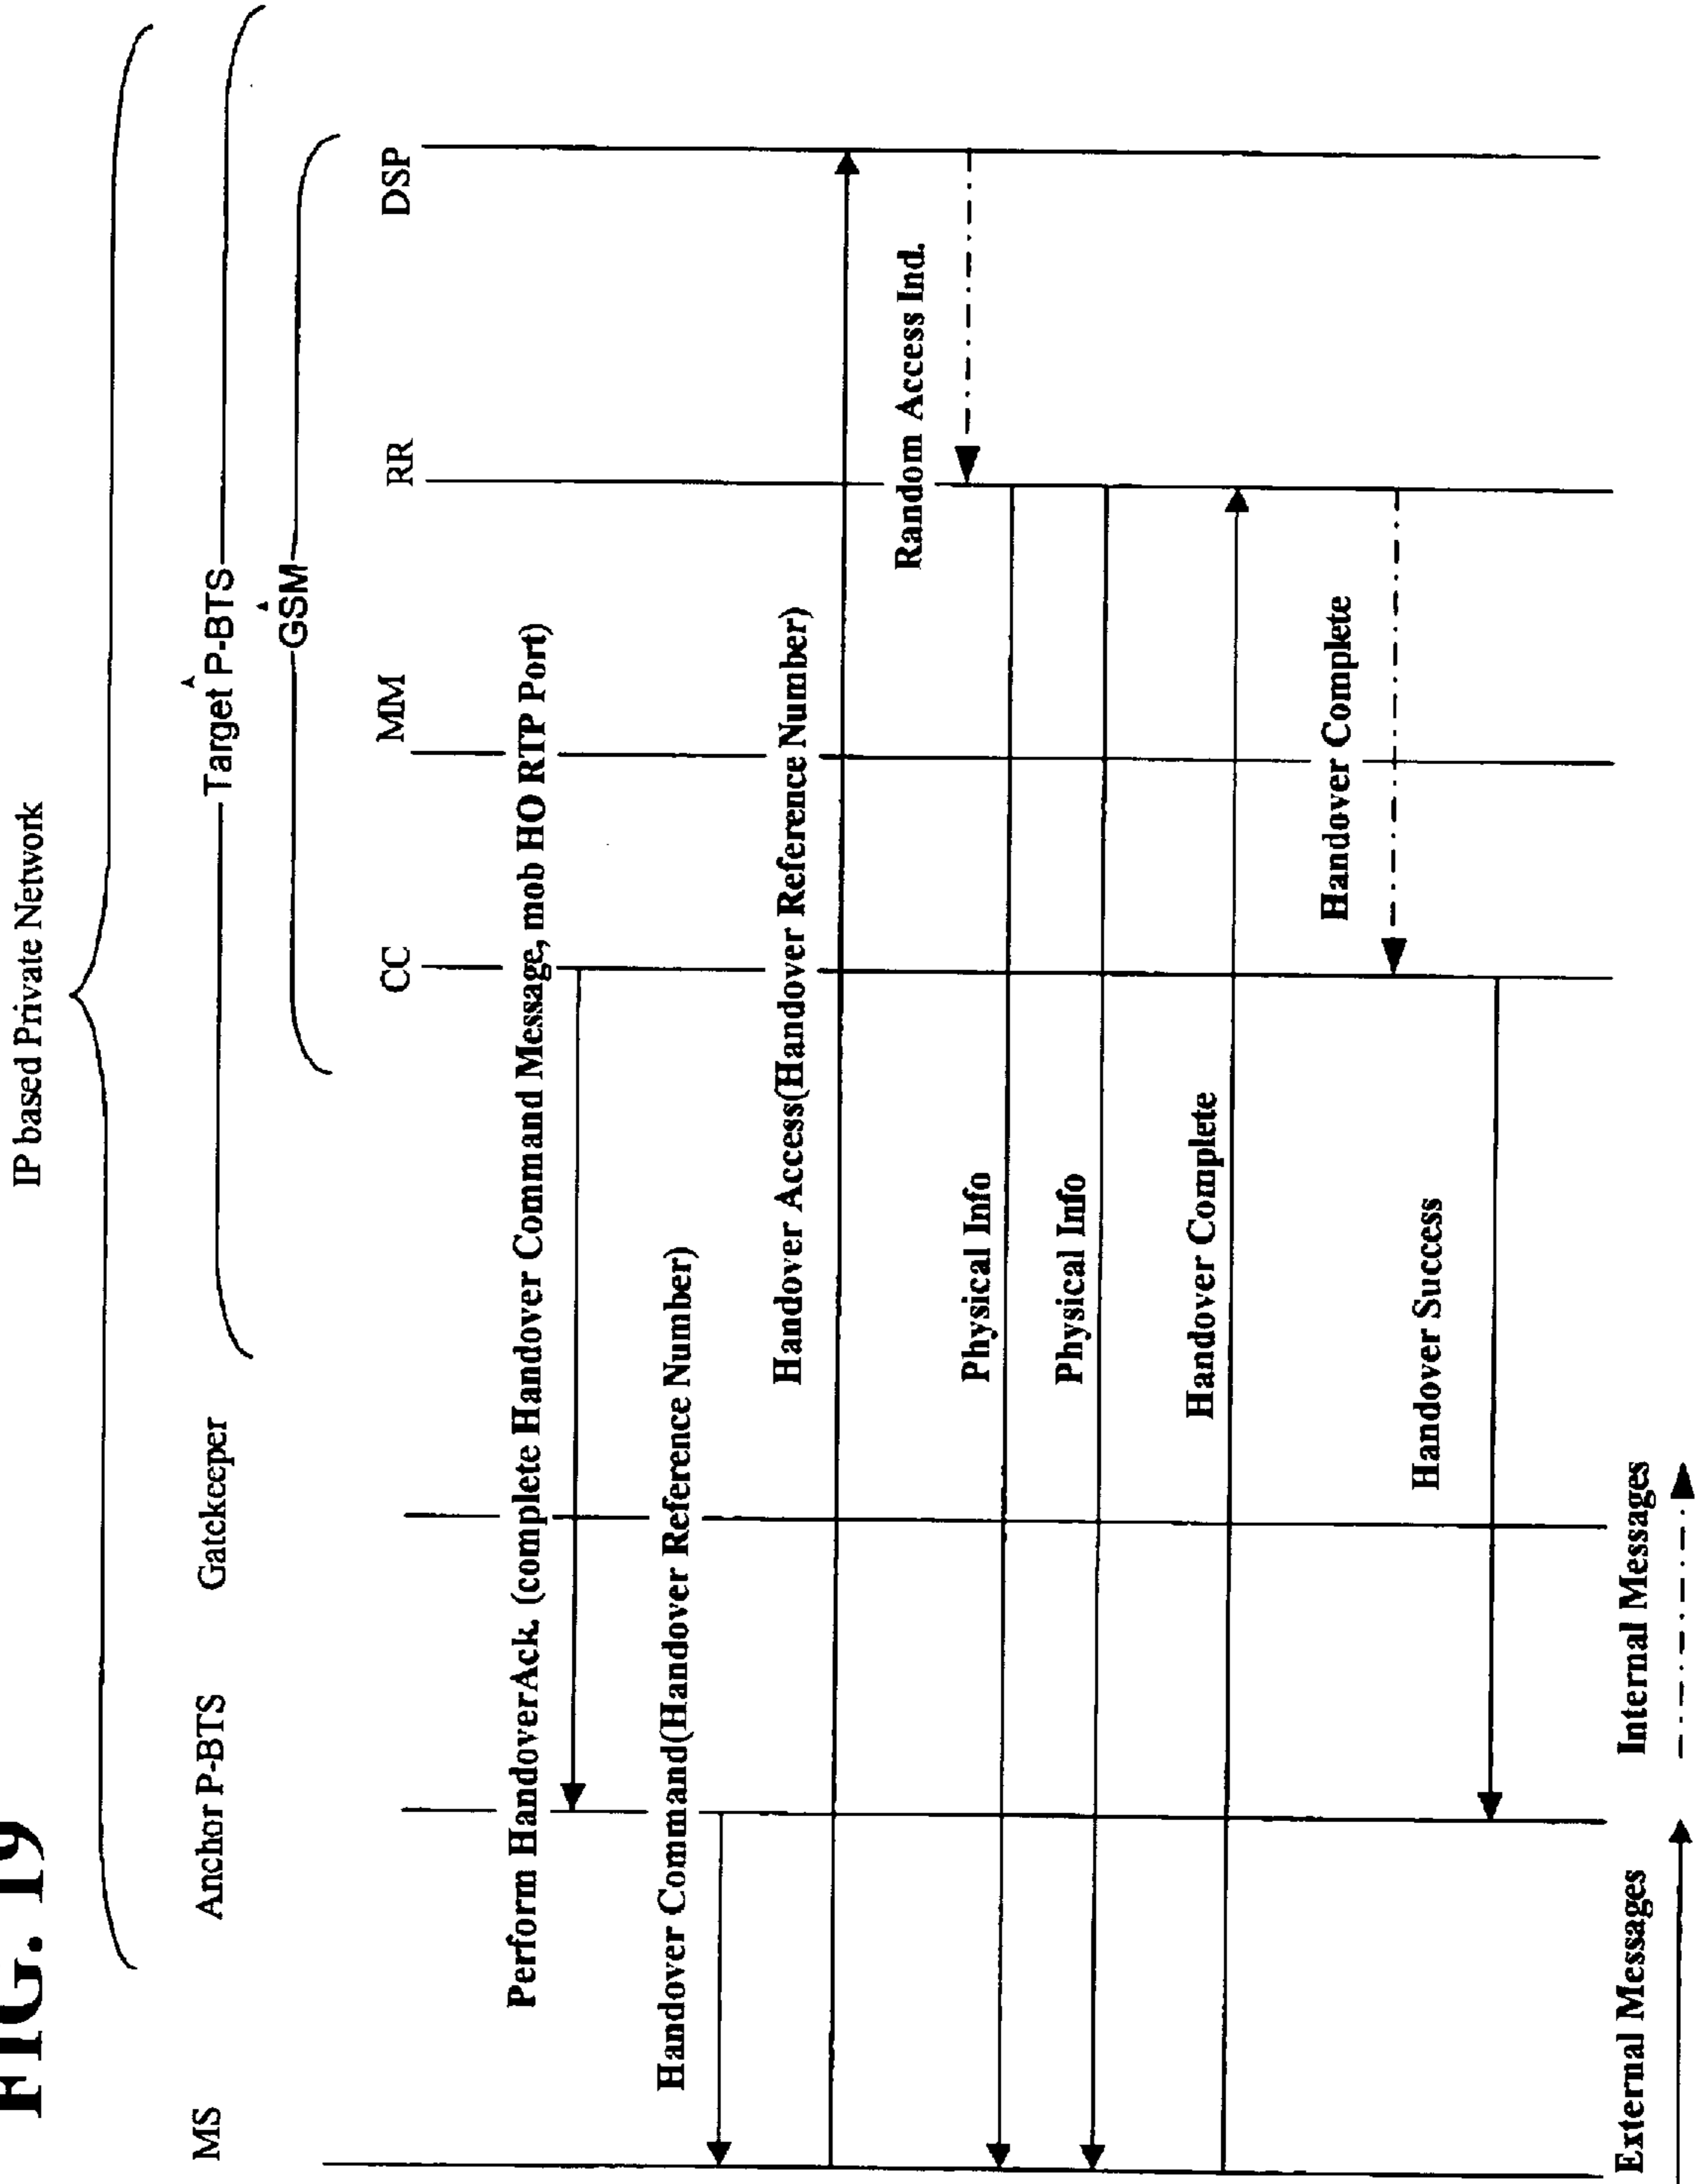 FIG. 19
IP based Private Network
Target P-BTS
GSM
MS
Anchor P-BTS
Gatekeeper
CC
MM
RR
DSP
Perform HandoverAck. (complete Handover Command Message, mob HO RTP Port)
Handover Command(Handover Reference Number)
Handover Access(Handover Reference Number)
Random Access Ind.
Physical Info
Physical Info
Handover Complete
Handover Complete
Handover Success
External Messages
Internal Messages